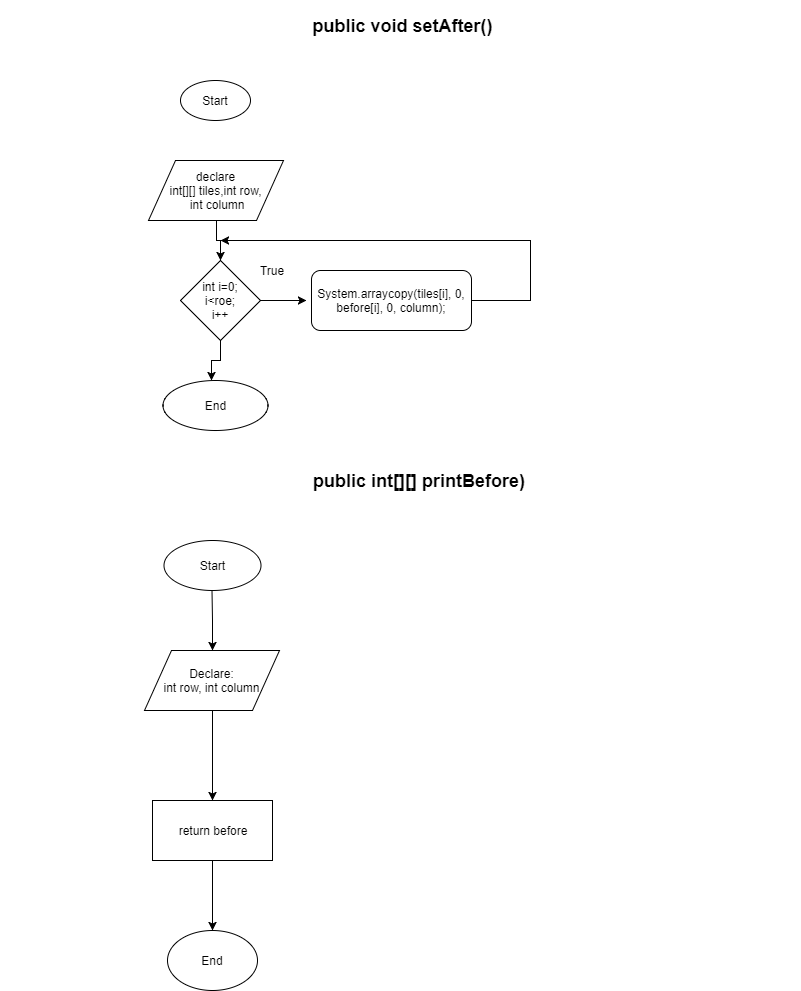 public void setAfter()
Start
declare
int[][] tiles,int row,
int column
True
int i=0;
i<roe;
i++
System.arraycopy(tiles[i], 0,
before[i], 0, column);
End
public int[][] printBefore)
Start
Declare:
int row, int column
return before
End